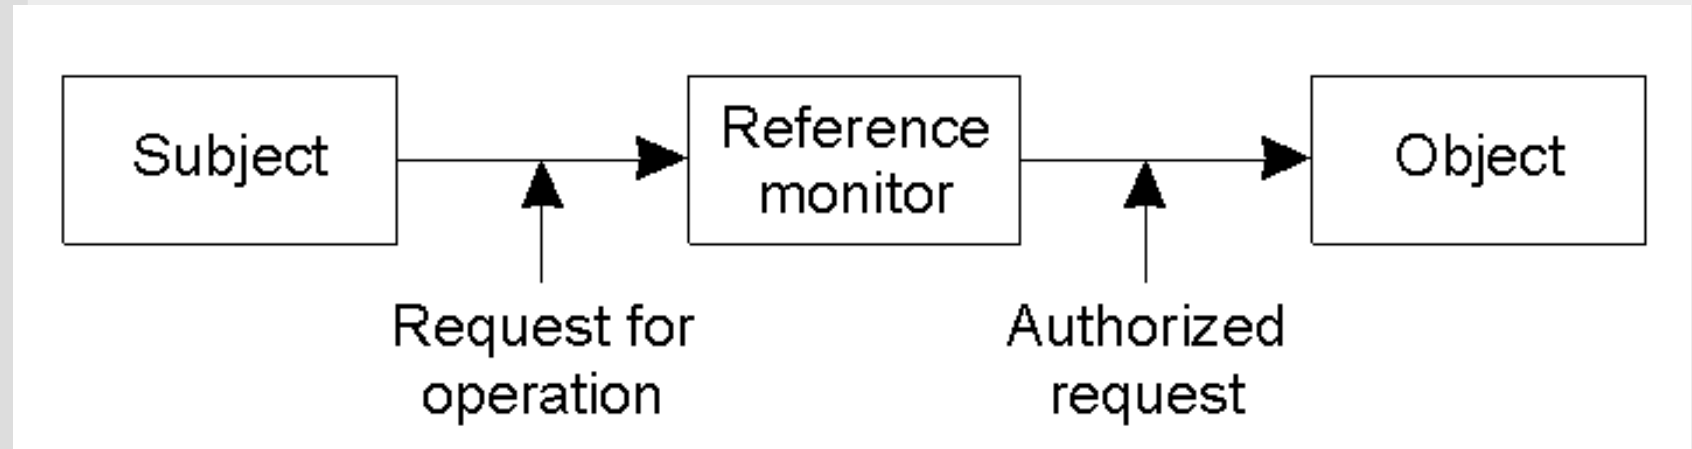 Subject
Reference
monitor
Object
Request for
operation
Authorized
request